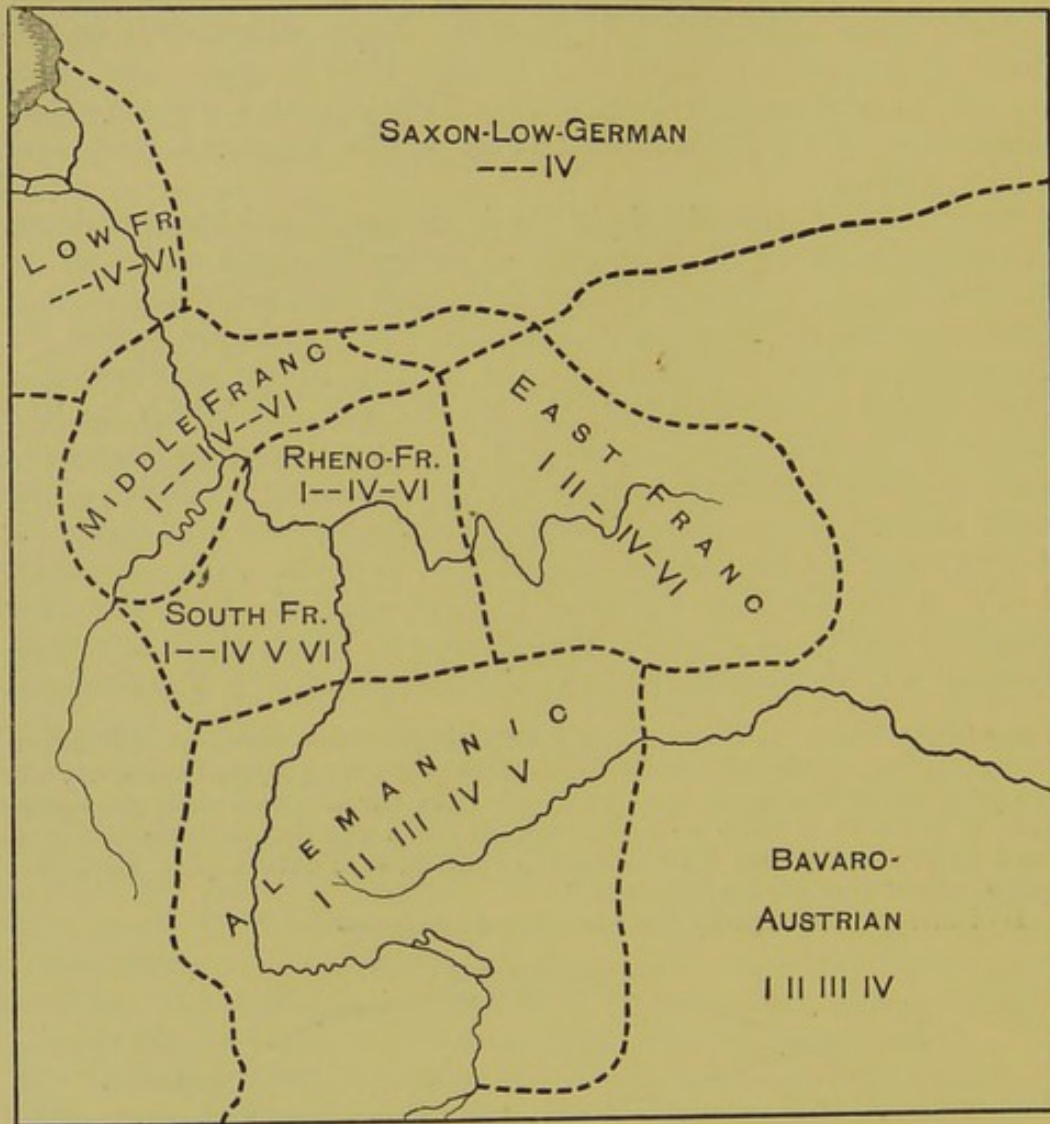 SAXON-LOW-GERMAN
---IV
LOW FR
---IV-VI
MIDDLE FRANC
I--IV--VI
RHENO-FR.
I--IV-VI
EAST FRANC
I II-IV-VI
SOUTH FR.
I--IV V VI
ALEMANNIC
I II III IV V
BAVARO-
AUSTRIAN
I II III IV